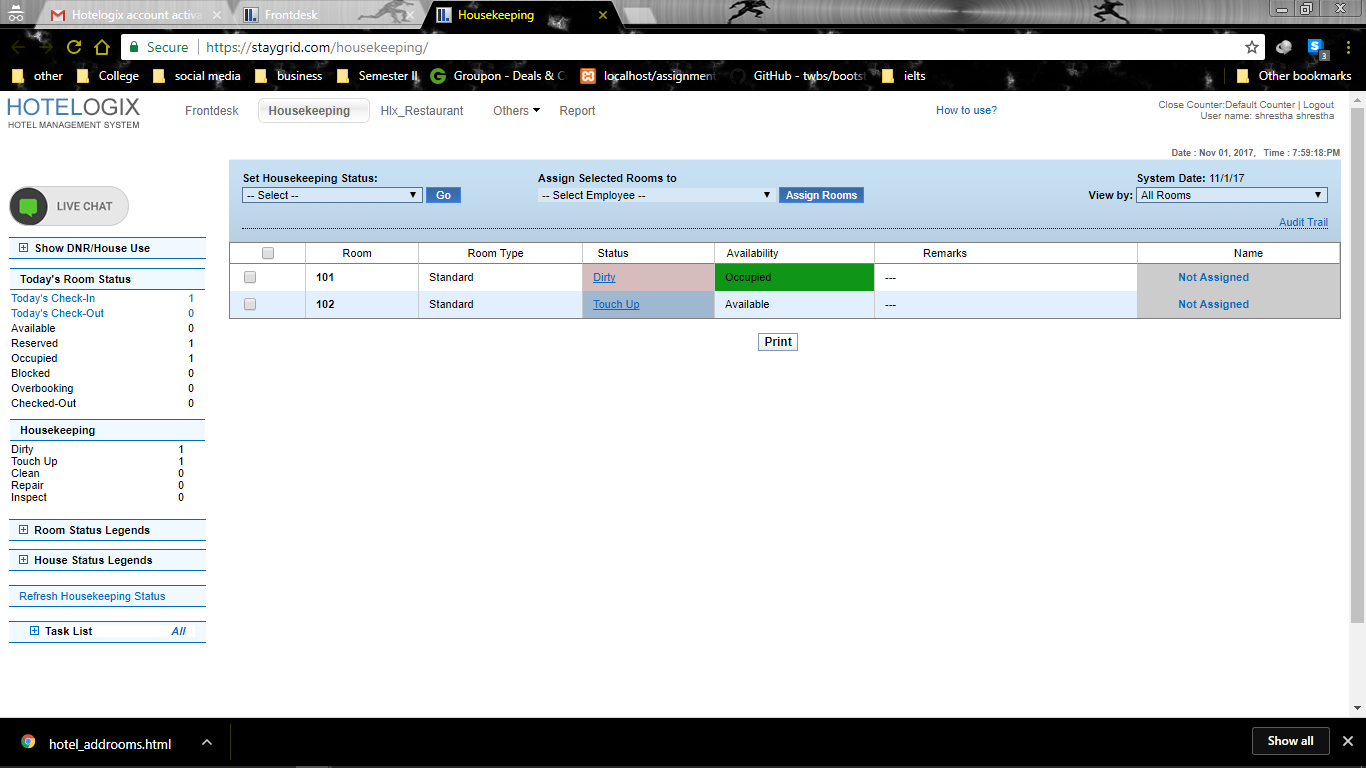 Hotelogix account activa
Frontdesk
Housekeeping
Secure
https://staygrid.com/housekeeping/
3
other
College
social media
business
Semester II
Groupon - Deals & C
localhost/assignmen
GitHub - twbs/boots
ielts
Other bookmarks
HOTELOGIX
HOTEL MANAGEMENT SYSTEM
Frontdesk
Housekeeping
Hlx_Restaurant
Others
Report
How to use?
Close Counter:Default Counter | Logout
User name: shrestha shrestha
Date : Nov 01, 2017, Time : 7:59:18:PM
LIVE CHAT
Show DNR/House Use
Today's Room Status
Today's Check-In 1
Today's Check-Out 0
Available 0
Reserved 1
Occupied 1
Blocked 0
Overbooking 0
Checked-Out 0
Housekeeping
Dirty 1
Touch Up 1
Clean 0
Repair 0
Inspect 0
Room Status Legends
House Status Legends
Refresh Housekeeping Status
Task List All
Set Housekeeping Status:
-- Select --
Go
Assign Selected Rooms to
-- Select Employee --
Assign Rooms
System Date: 11/1/17
View by: All Rooms
Audit Trail
Room Room Type Status Availability Remarks Name
101 Standard Dirty Occupied --- Not Assigned
102 Standard Touch Up Available --- Not Assigned
Print
hotel_addrooms.html
Show all